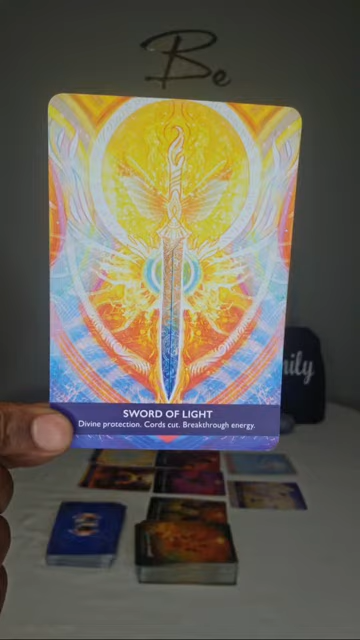 Be
SWORD OF LIGHT
Divine protection. Cords cut. Breakthrough energy.